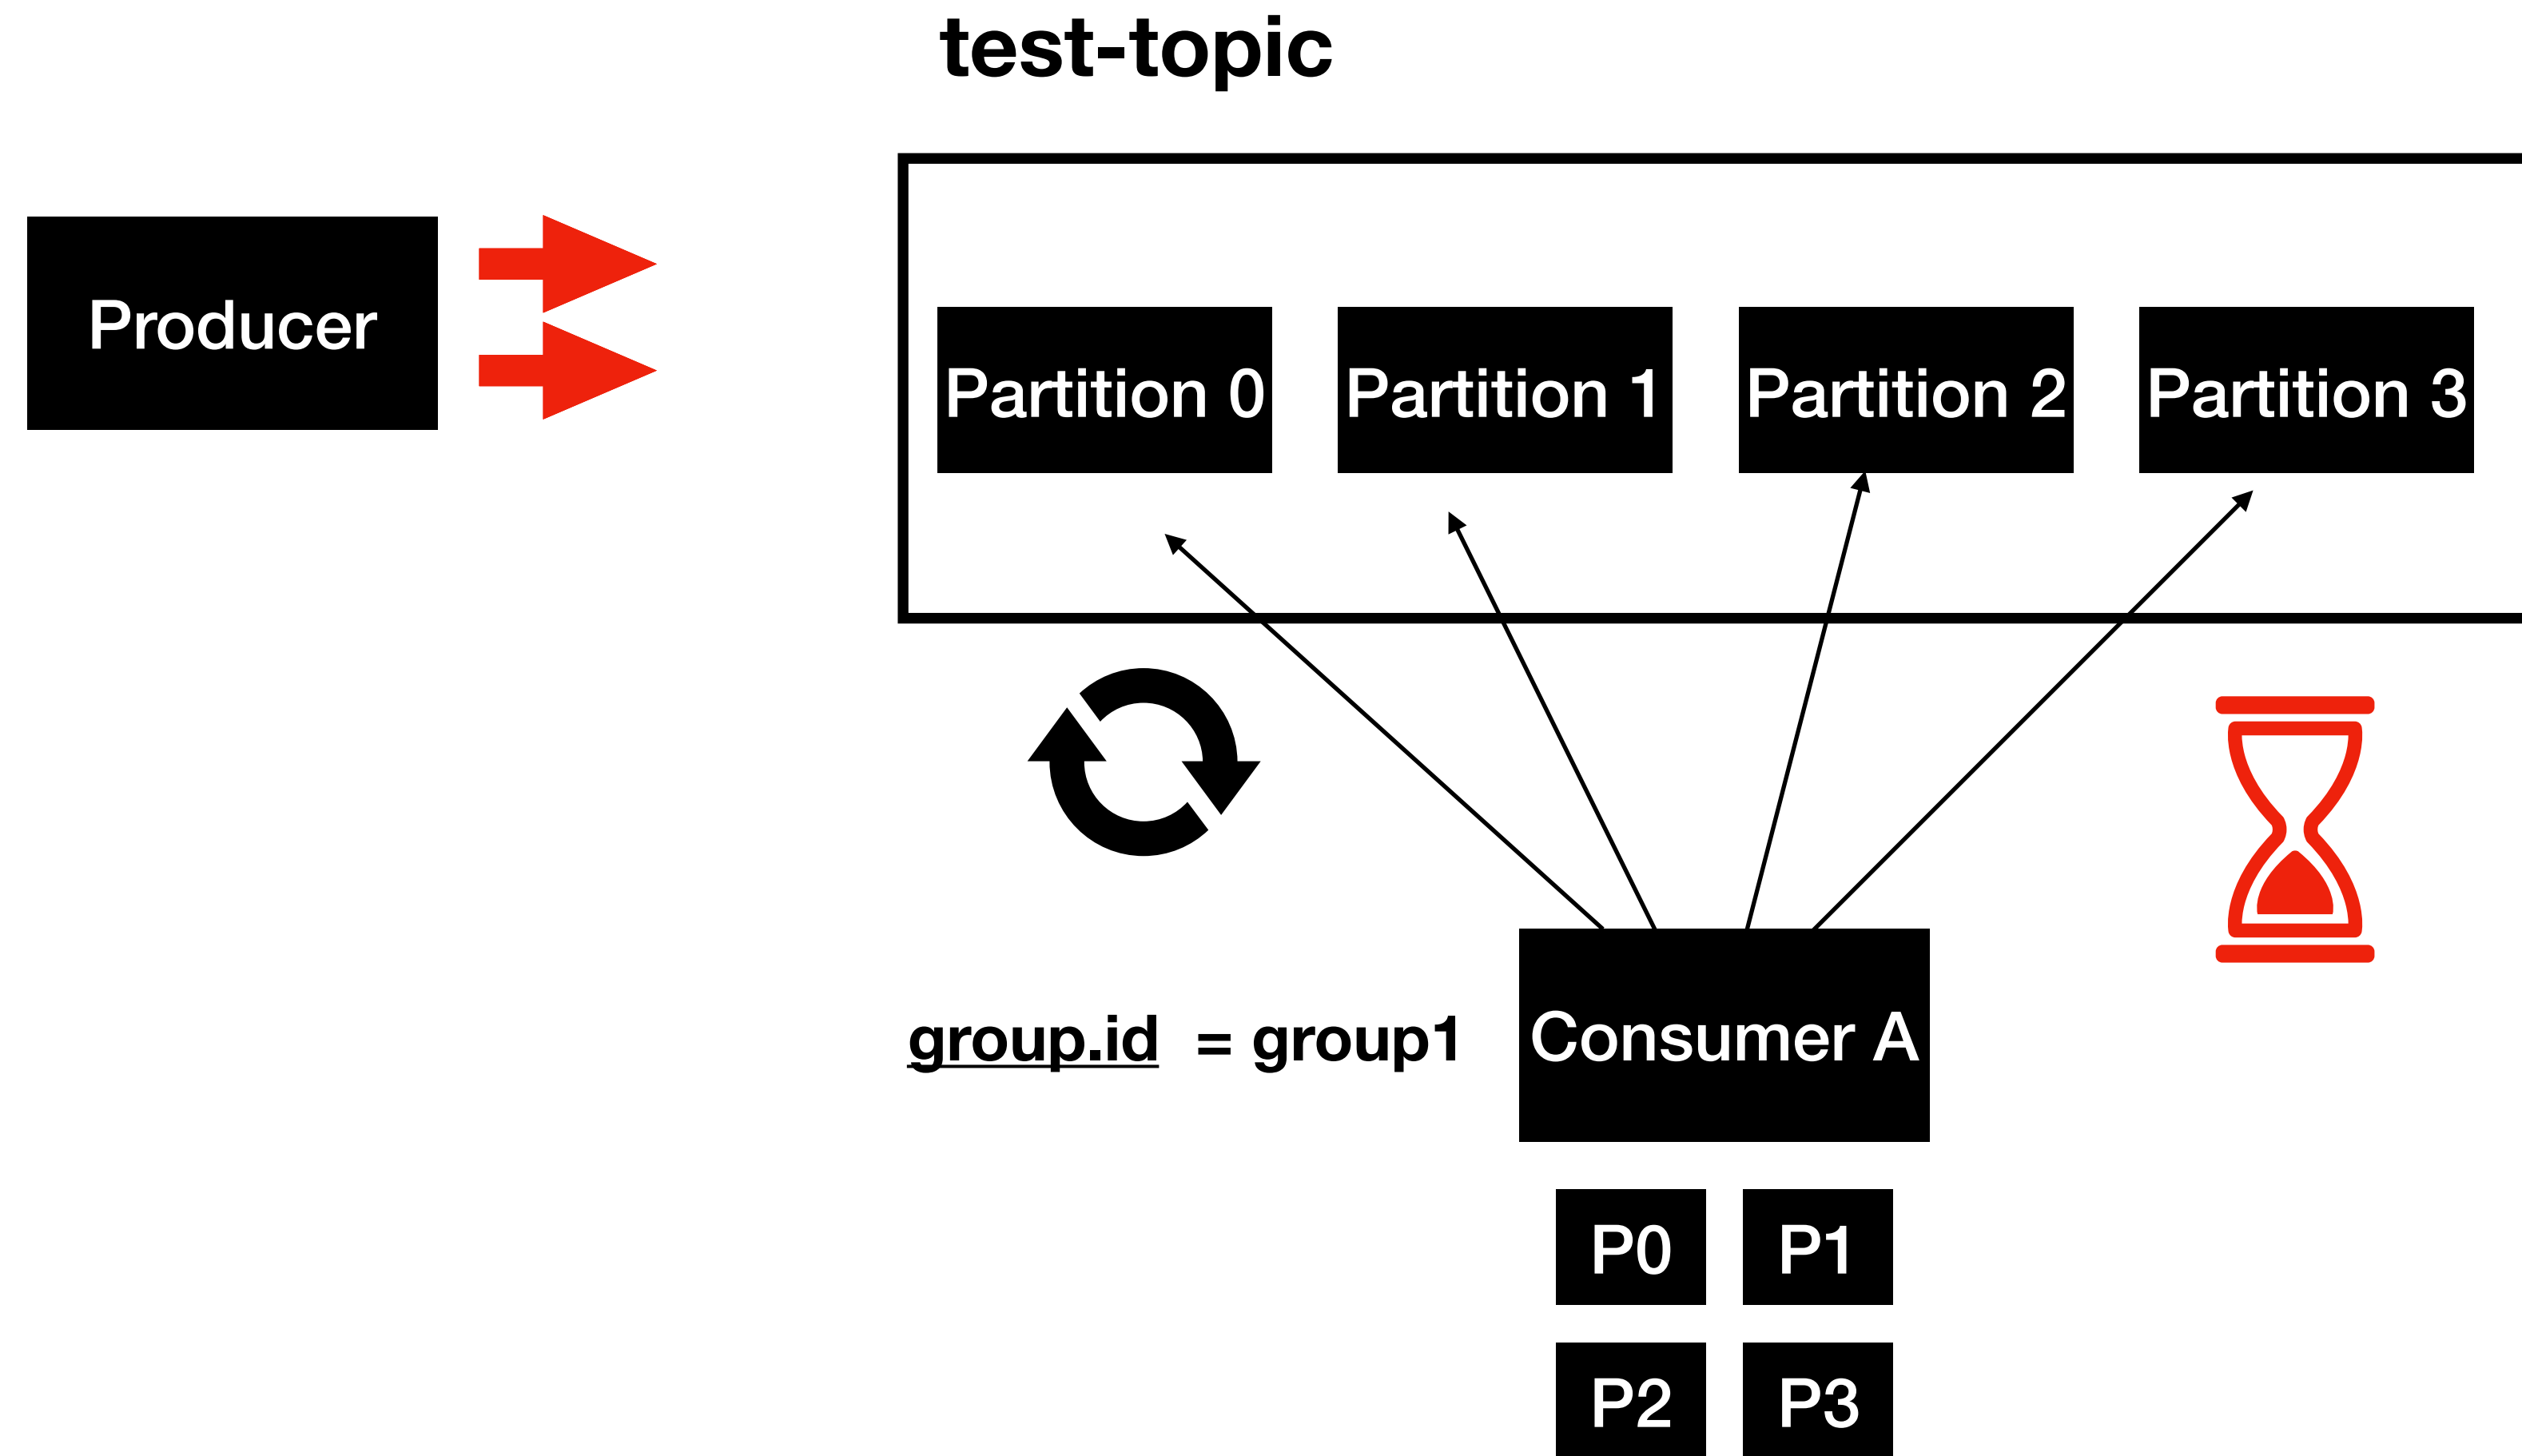 test-topic
Producer
Partition 0
Partition 1
Partition 2
Partition 3
group.id = group1
Consumer A
P0
P1
P2
P3